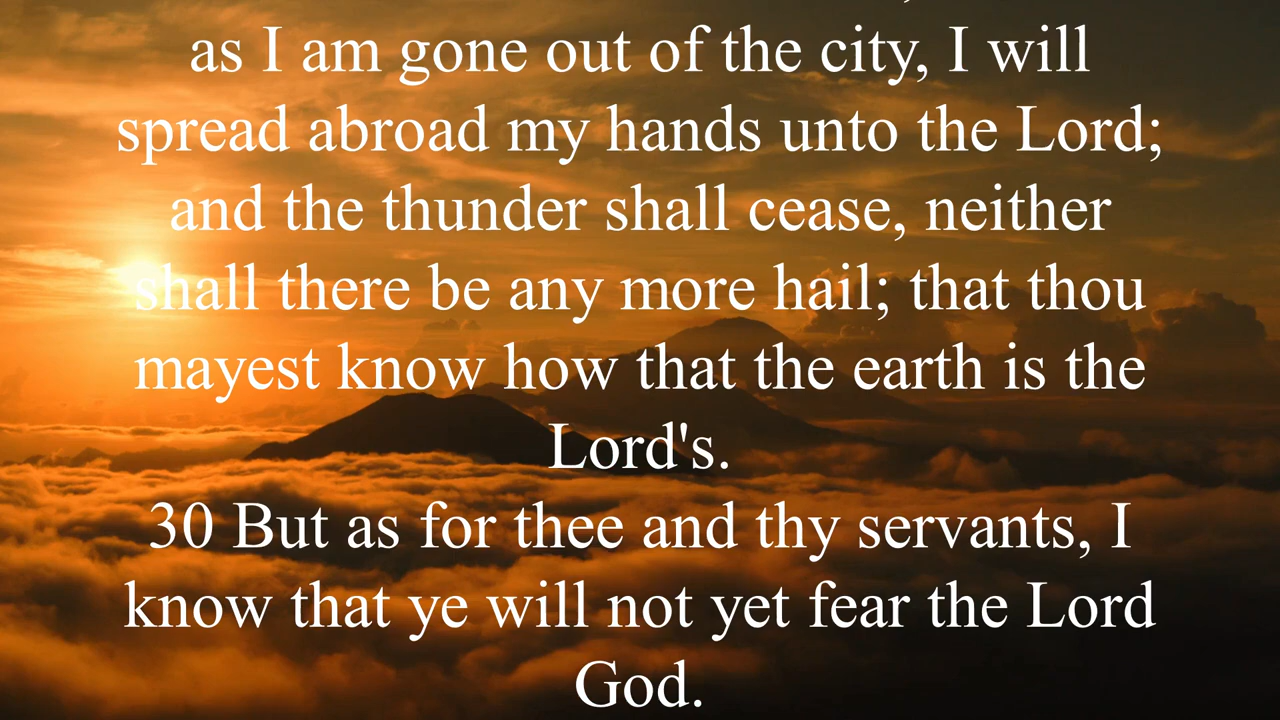 as I am gone out of the city, I will
spread abroad my hands unto the Lord;
and the thunder shall cease, neither
shall there be any more hail; that thou
mayest know how that the earth is the
Lord's.
30 But as for thee and thy servants, I
know that ye will not yet fear the Lord
God.